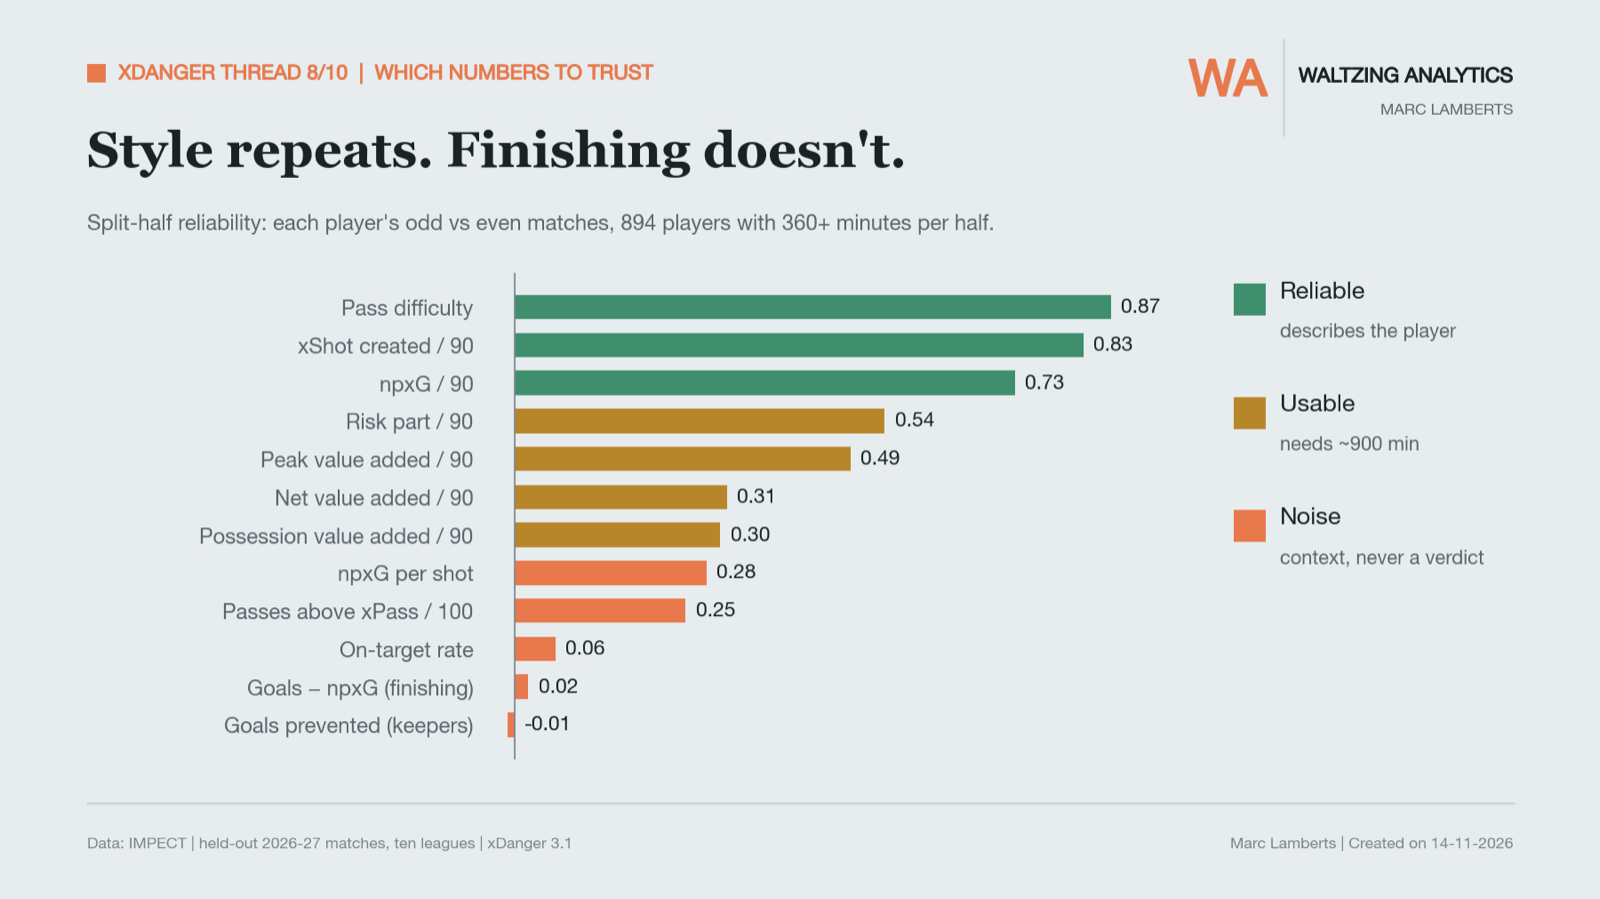 XDANGER THREAD 8/10 | WHICH NUMBERS TO TRUST
WA
WALTZING ANALYTICS
MARC LAMBERTS
Style repeats. Finishing doesn't.
Split-half reliability: each player's odd vs even matches, 894 players with 360+ minutes per half.
Pass difficulty 0.87
xShot created / 90 0.83
npxG / 90 0.73
Risk part / 90 0.54
Peak value added / 90 0.49
Net value added / 90 0.31
Possession value added / 90 0.30
npxG per shot 0.28
Passes above xPass / 100 0.25
On-target rate 0.06
Goals – npxG (finishing) 0.02
Goals prevented (keepers) -0.01
Reliable
describes the player
Usable
needs ~900 min
Noise
context, never a verdict
Data: IMPECT | held-out 2026-27 matches, ten leagues | xDanger 3.1
Marc Lamberts | Created on 14-11-2026